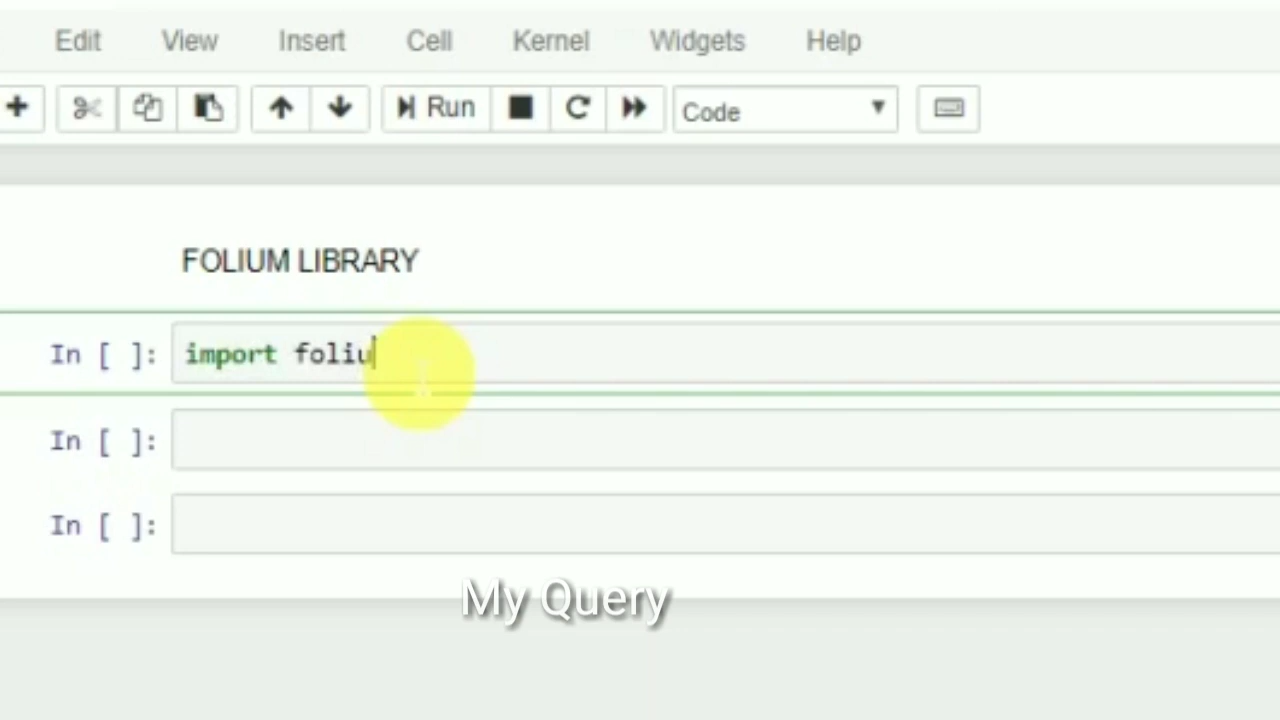 Edit View Insert Cell Kernel Widgets Help
Run Code
FOLIUM LIBRARY
In [ ]: import foliu
In [ ]:
In [ ]:
My Query